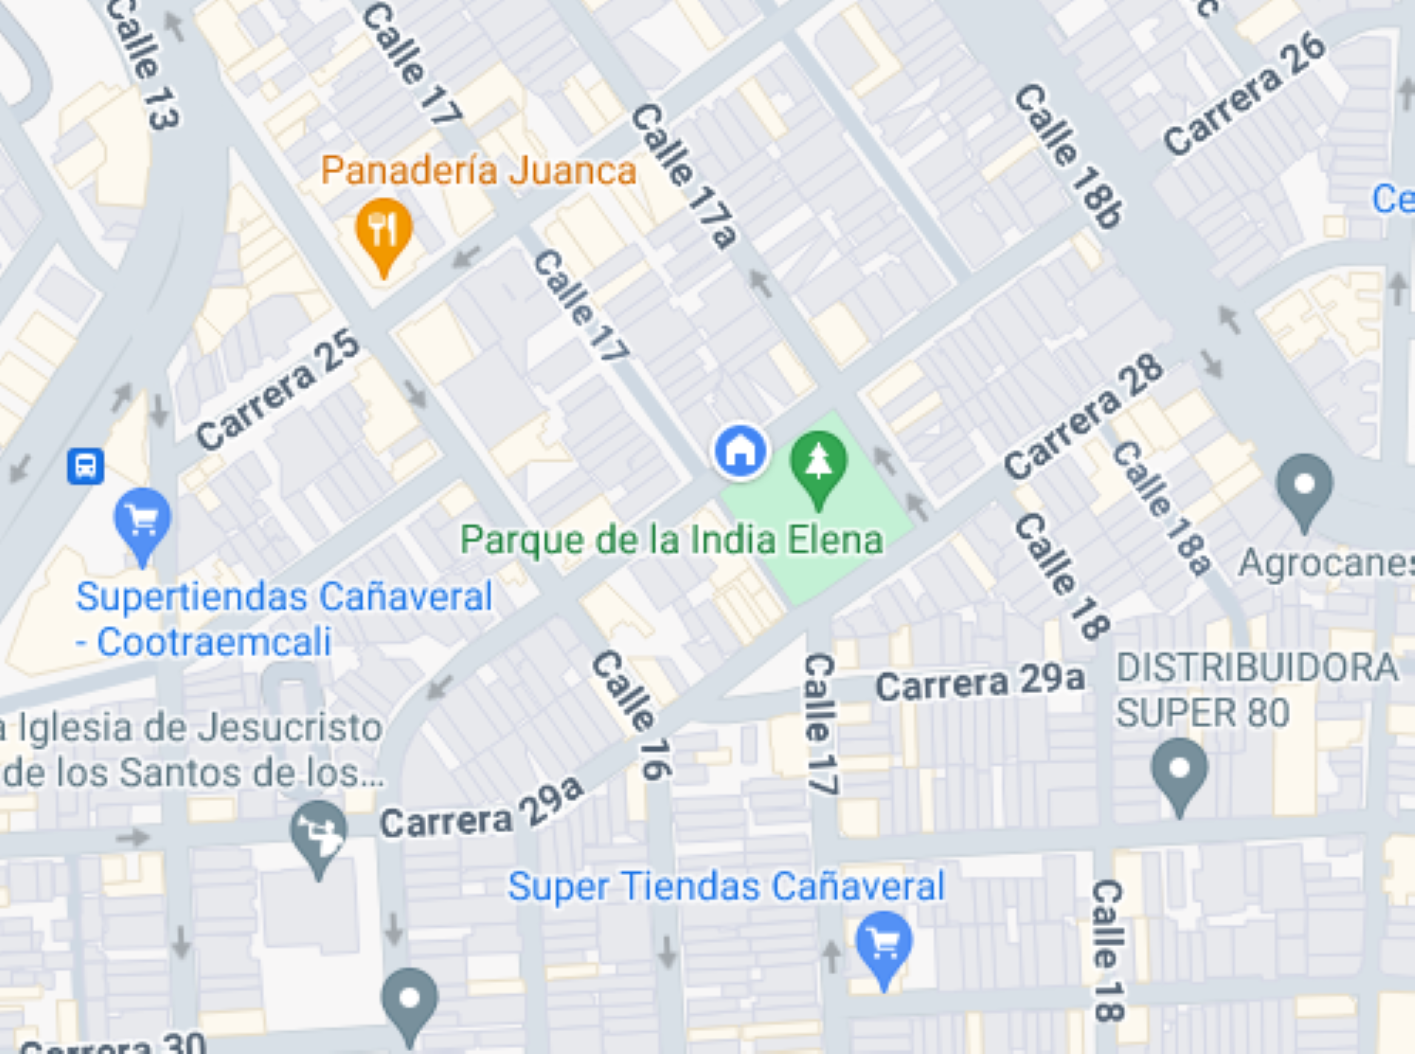 Calle 13
Calle 17
c
Carrera 26
Calle 18b
Calle 17a
Panadería Juanca
Ce
Calle 17
Carrera 25
Carrera 28
Calle 18a
Parque de la India Elena
Calle 18
Agrocanes
Supertiendas Cañaveral
- Cootraemcali
Calle 16
Calle 17
Carrera 29a
DISTRIBUIDORA
SUPER 80
a Iglesia de Jesucristo
de los Santos de los...
Carrera 29a
Super Tiendas Cañaveral
Calle 18
Carrera 30